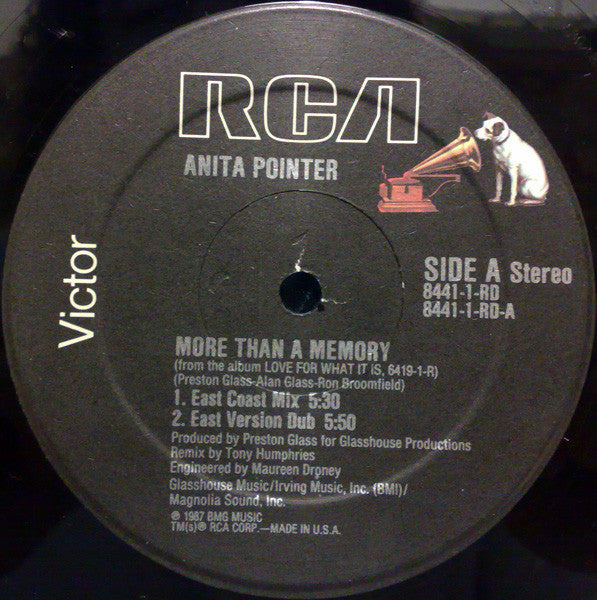 RCA
ANITA POINTER
Victor
SIDE A Stereo
8441-1-RD
8441-1-RD-A
MORE THAN A MEMORY
(from the album LOVE FOR WHAT IT IS, 6419-1-R)
(Preston Glass-Alan Glass-Ron Broomfield)
1. East Coast Mix 5:30
2. East Version Dub 5:50
Produced by Preston Glass for Glasshouse Productions
Remix by Tony Humphries
Engineered by Maureen Droney
Glasshouse Music/Irving Music, Inc. (BMI)/
Magnolia Sound, Inc.
℗ 1987 BMG MUSIC
TM(s)® RCA CORP.—MADE IN U.S.A.